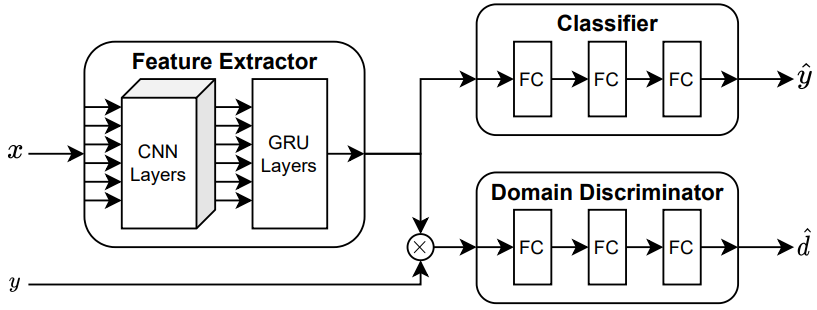 Classifier
FC FC FC
ŷ
Feature Extractor
x
CNN
Layers
GRU
Layers
Domain Discriminator
×
FC FC FC
d̂
y